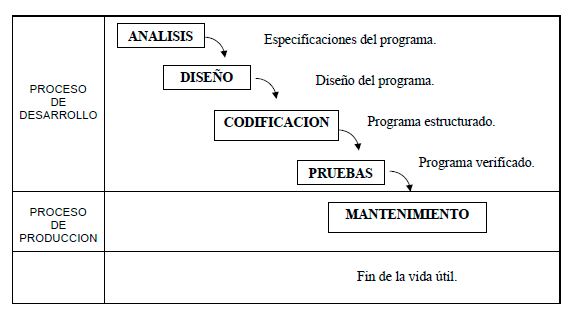 ANALISIS
Especificaciones del programa.
DISEÑO
Diseño del programa.
PROCESO
DE
DESARROLLO
CODIFICACION
Programa estructurado.
PRUEBAS
Programa verificado.
PROCESO
DE
PRODUCCION
MANTENIMIENTO
Fin de la vida útil.